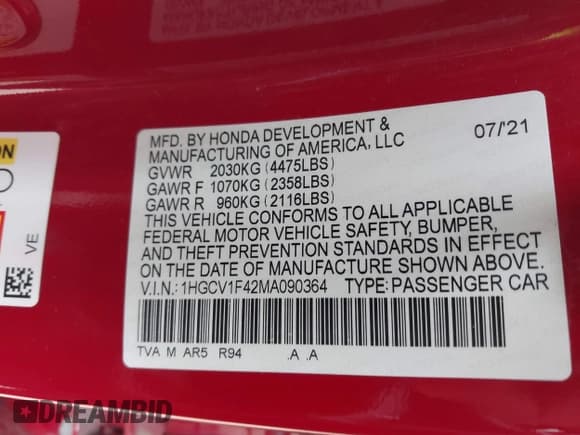 MFD. BY HONDA DEVELOPMENT &
MANUFACTURING OF AMERICA, LLC 07/'21
GVWR 2030KG (4475LBS)
GAWR F 1070KG (2358LBS)
GAWR R 960KG (2116LBS)
THIS VEHICLE CONFORMS TO ALL APPLICABLE
FEDERAL MOTOR VEHICLE SAFETY, BUMPER,
AND THEFT PREVENTION STANDARDS IN EFFECT
ON THE DATE OF MANUFACTURE SHOWN ABOVE.
V.I.N.:1HGCV1F42MA090364 TYPE:PASSENGER CAR
TVA M AR5 R94 .A .A
VE
DREAMBID